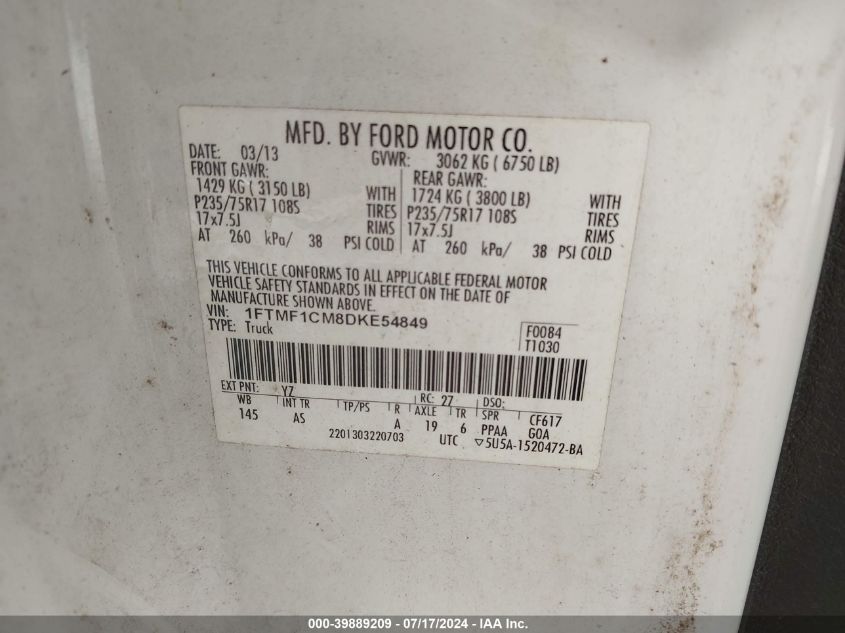 MFD. BY FORD MOTOR CO.
DATE: 03/13 GVWR: 3062 KG ( 6750 LB)
FRONT GAWR: REAR GAWR:
1429 KG ( 3150 LB) WITH 1724 KG ( 3800 LB) WITH
P235/75R17 108S TIRES P235/75R17 108S TIRES
17x7.5J RIMS 17x7.5J RIMS
AT 260 kPa/ 38 PSI COLD AT 260 kPa/ 38 PSI COLD
THIS VEHICLE CONFORMS TO ALL APPLICABLE FEDERAL MOTOR
VEHICLE SAFETY STANDARDS IN EFFECT ON THE DATE OF
MANUFACTURE SHOWN ABOVE.
VIN: 1FTMF1CM8DKE54849 F0084
TYPE: Truck T1030
EXT PNT: YZ RC: 27 DSO:
WB INT TR TP/PS R AXLE TR SPR CF617
145 AS A 19 6 PPAA GOA
2201303220703 UTC ▽5U5A-1520472-BA
000-39889209 - 07/17/2024 - IAA Inc.